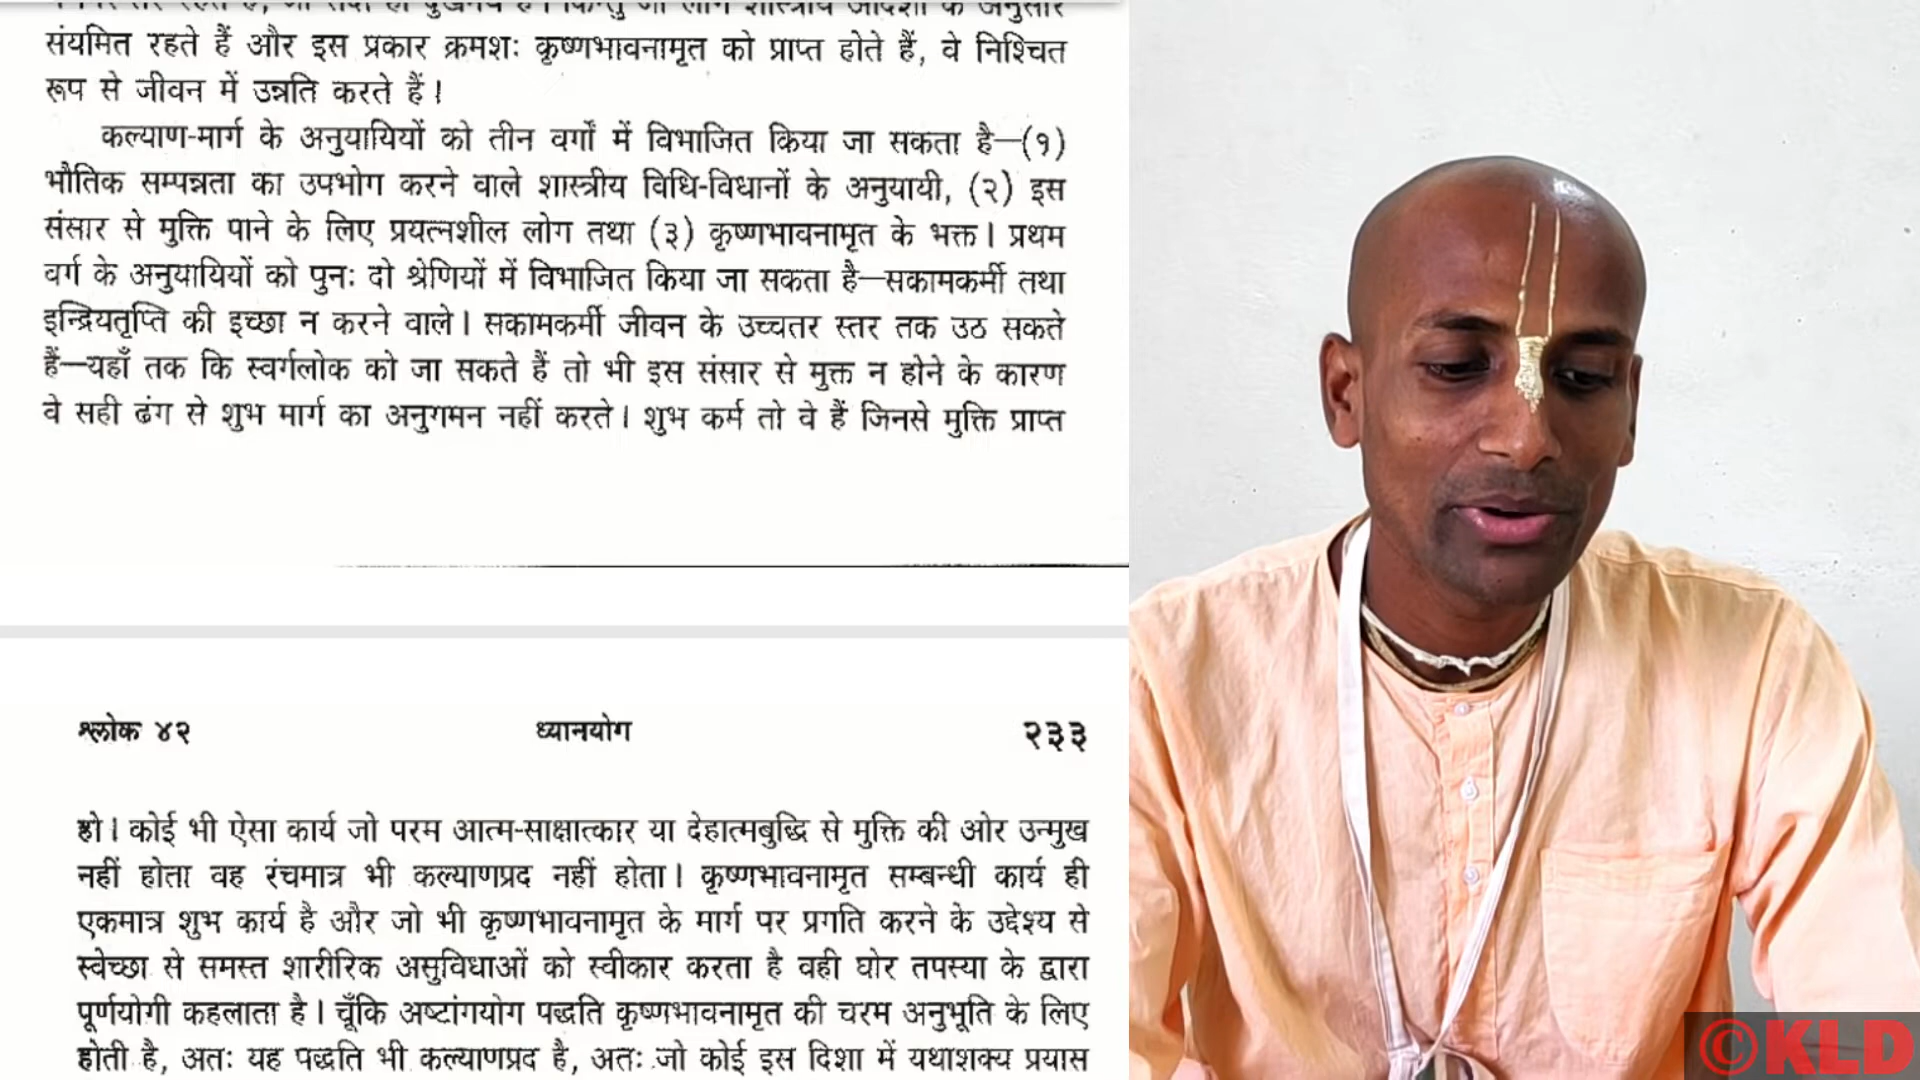 संयमित रहते हैं और इस प्रकार क्रमशः कृष्णभावनामृत को प्राप्त होते हैं, वे निश्चित
रूप से जीवन में उन्नति करते हैं।
कल्याण-मार्ग के अनुयायियों को तीन वर्गों में विभाजित किया जा सकता है—(१)
भौतिक सम्पन्नता का उपभोग करने वाले शास्त्रीय विधि-विधानों के अनुयायी, (२) इस
संसार से मुक्ति पाने के लिए प्रयत्नशील लोग तथा (३) कृष्णभावनामृत के भक्त। प्रथम
वर्ग के अनुयायियों को पुनः दो श्रेणियों में विभाजित किया जा सकता है—सकामकर्मी तथा
इन्द्रियतृप्ति की इच्छा न करने वाले। सकामकर्मी जीवन के उच्चतर स्तर तक उठ सकते
हैं—यहाँ तक कि स्वर्गलोक को जा सकते हैं तो भी इस संसार से मुक्त न होने के कारण
वे सही ढंग से शुभ मार्ग का अनुगमन नहीं करते। शुभ कर्म तो वे हैं जिनसे मुक्ति प्राप्त
श्लोक ४२ ध्यानयोग २३३
हो। कोई भी ऐसा कार्य जो परम आत्म-साक्षात्कार या देहात्मबुद्धि से मुक्ति की ओर उन्मुख
नहीं होता वह रंचमात्र भी कल्याणप्रद नहीं होता। कृष्णभावनामृत सम्बन्धी कार्य ही
एकमात्र शुभ कार्य है और जो भी कृष्णभावनामृत के मार्ग पर प्रगति करने के उद्देश्य से
स्वेच्छा से समस्त शारीरिक असुविधाओं को स्वीकार करता है वही घोर तपस्या के द्वारा
पूर्णयोगी कहलाता है। चूँकि अष्टांगयोग पद्धति कृष्णभावनामृत की चरम अनुभूति के लिए
होती है, अतः यह पद्धति भी कल्याणप्रद है, अतः जो कोई इस दिशा में यथाशक्य प्रयास
©KLD